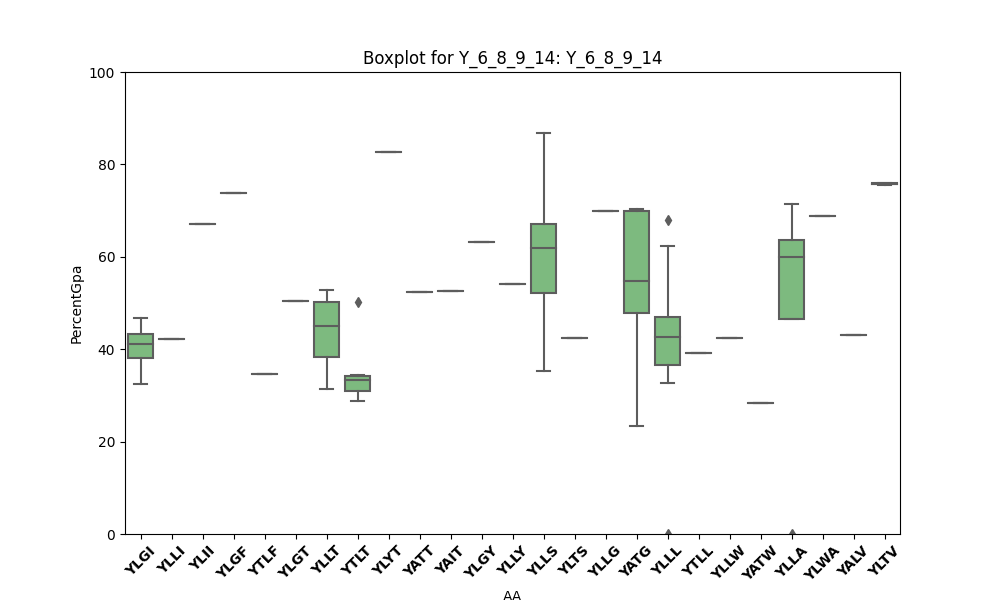 Boxplot for Y_6_8_9_14: Y_6_8_9_14
100
80
60
40
20
0
PercentGpa
YLGI YLLI YLII YLGF YTLF YLGT YLLT YTLT YLYT YATT YAIT YLGY YLLY YLLS YLTS YLLG YATG YLLL YTLL YLLW YATW YLLA YLWA YALV YLTV
AA